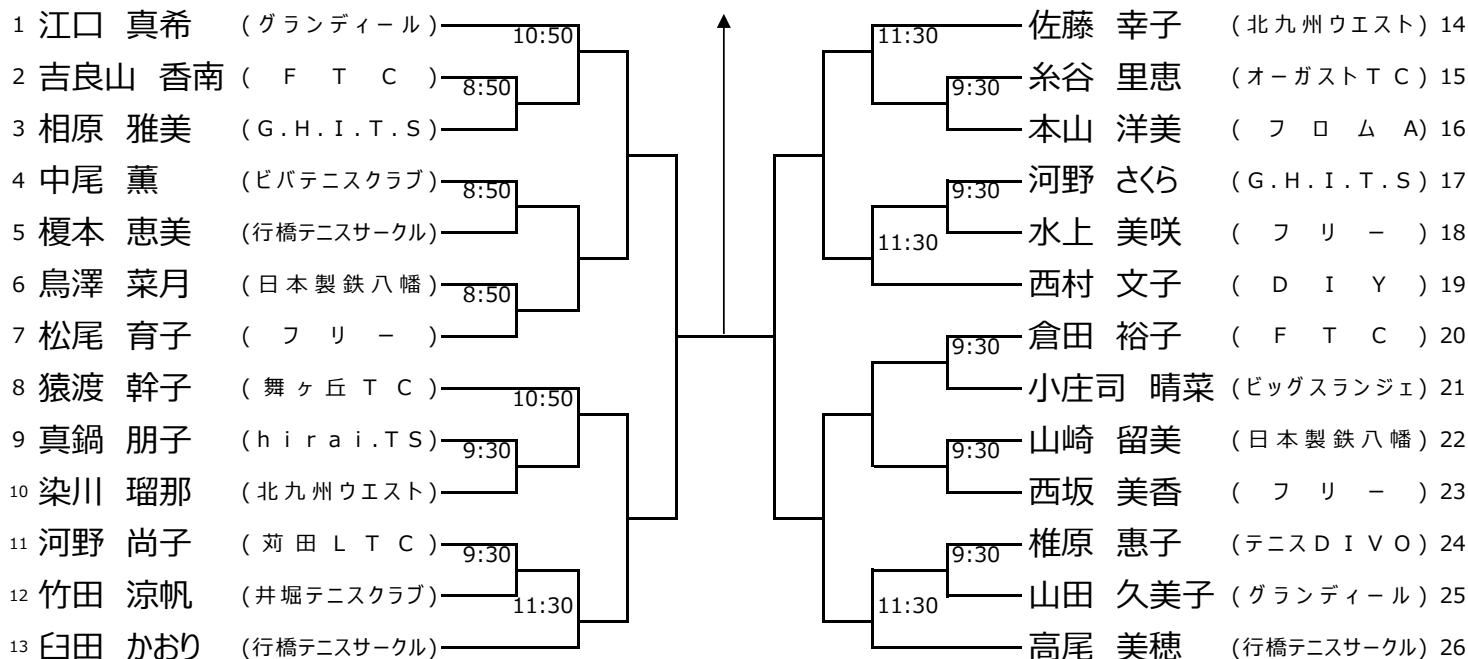 1 江口 真希 (グランディール)
10:50
2 吉良山 香南 (FTC)
8:50
3 相原 雅美 (G.H.I.T.S)
4 中尾 薫 (ビバテニスクラブ)
8:50
5 榎本 恵美 (行橋テニスサークル)
6 鳥澤 菜月 (日本製鉄八幡)
8:50
7 松尾 育子 (フリー)
8 猿渡 幹子 (舞ヶ丘TC)
10:50
9 真鍋 朋子 (hirai.TS)
9:30
10 染川 瑠那 (北九州ウエスト)
11 河野 尚子 (苅田LTC)
9:30
12 竹田 涼帆 (井堀テニスクラブ)
11:30
13 臼田 かおり (行橋テニスサークル)
11:30
佐藤 幸子 (北九州ウエスト) 14
9:30
糸谷 里恵 (オーガストTC) 15
本山 洋美 (フロムA) 16
9:30
河野 さくら (G.H.I.T.S) 17
11:30
水上 美咲 (フリー) 18
西村 文子 (DIY) 19
9:30
倉田 裕子 (FTC) 20
小庄司 晴菜 (ビッグスランジェ) 21
9:30
山崎 留美 (日本製鉄八幡) 22
西坂 美香 (フリー) 23
9:30
椎原 惠子 (テニスDIVO) 24
11:30
山田 久美子 (グランディール) 25
高尾 美穂 (行橋テニスサークル) 26